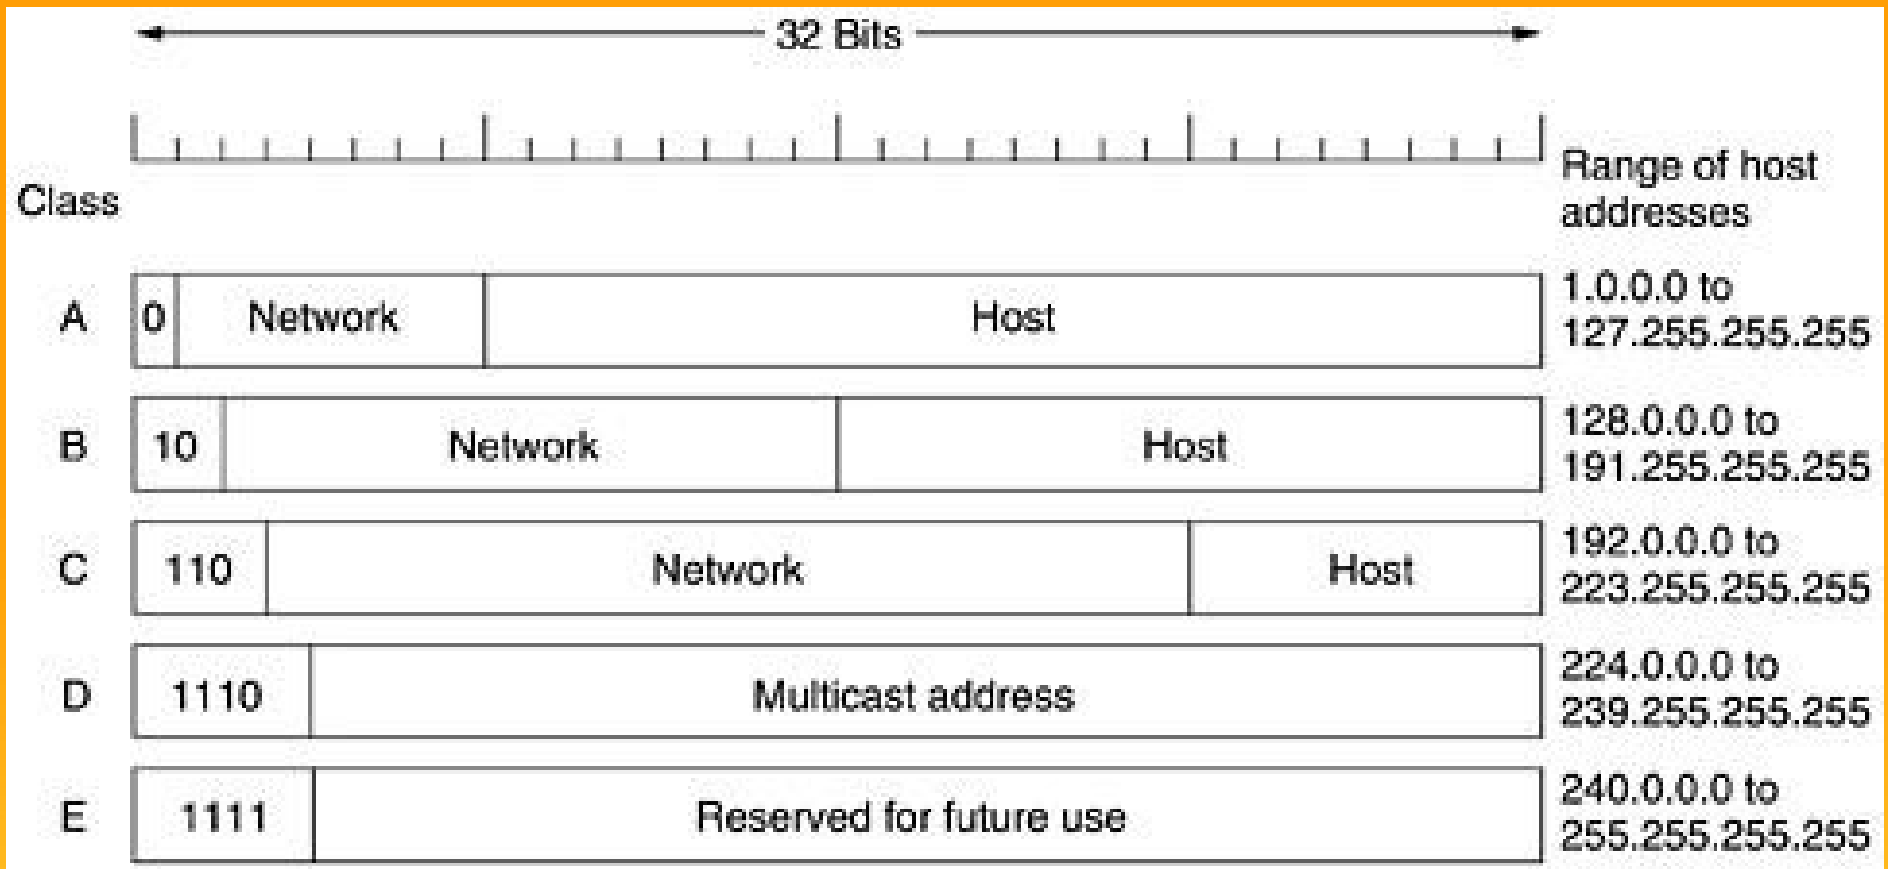 32 Bits
Class
Range of host
addresses
A
0
Network
Host
1.0.0.0 to
127.255.255.255
B
10
Network
Host
128.0.0.0 to
191.255.255.255
C
110
Network
Host
192.0.0.0 to
223.255.255.255
D
1110
Multicast address
224.0.0.0 to
239.255.255.255
E
1111
Reserved for future use
240.0.0.0 to
255.255.255.255